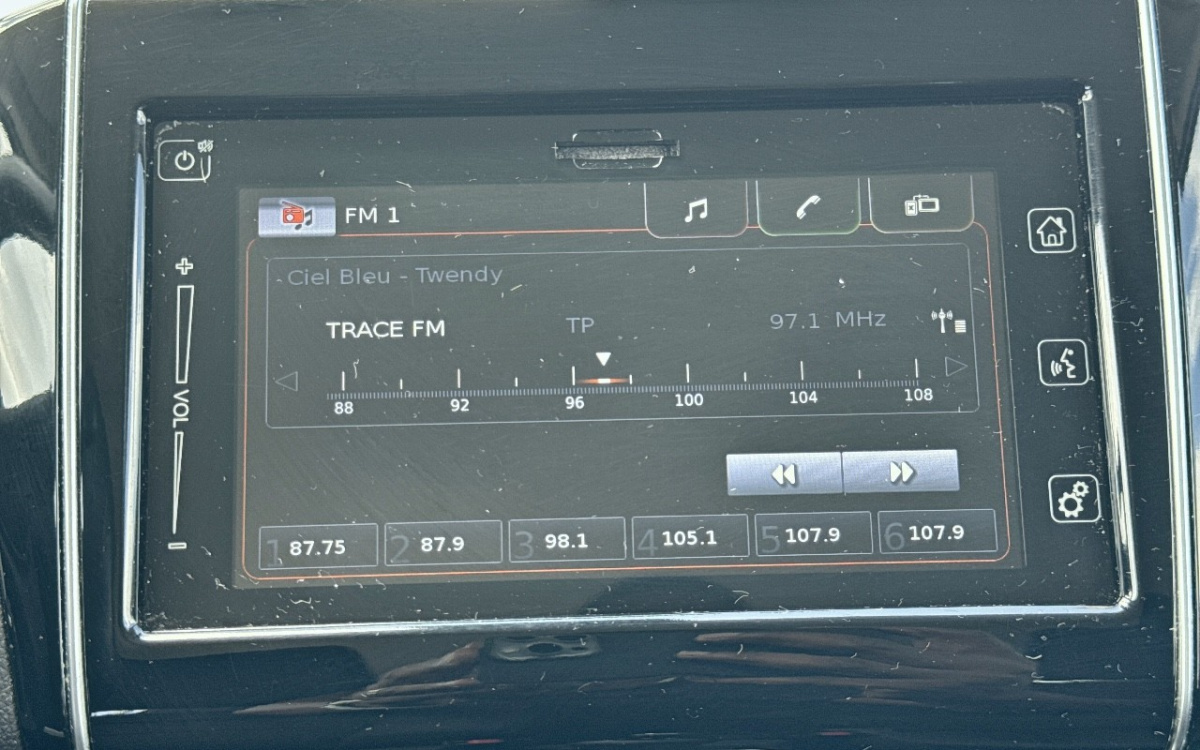 FM 1
- Ciel Bleu - Twendy
TRACE FM TP 97.1 MHz
88 92 96 100 104 108
+ VOL -
1 87.75 2 87.9 3 98.1 4 105.1 5 107.9 6 107.9